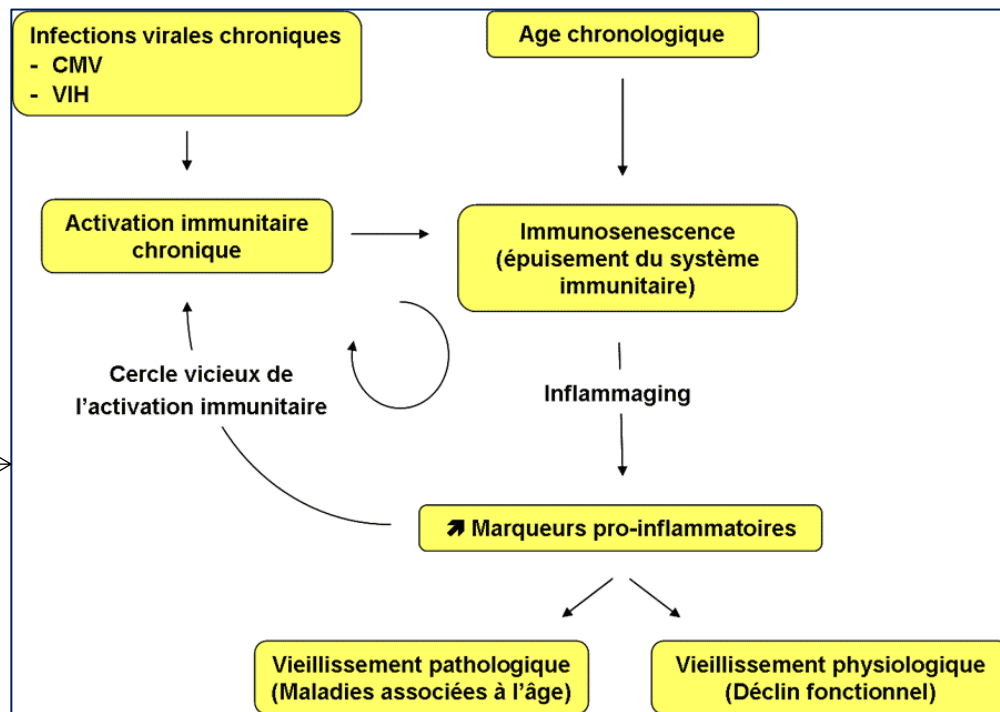 Infections virales chroniques
- CMV
- VIH
Age chronologique
Activation immunitaire
chronique
Immunosenescence
(épuisement du système
immunitaire)
Cercle vicieux de
l'activation immunitaire
Inflammaging
↗ Marqueurs pro-inflammatoires
Vieillissement pathologique
(Maladies associées à l'âge)
Vieillissement physiologique
(Déclin fonctionnel)